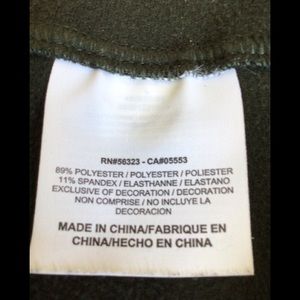 RN#56323 - CA#05553
89% POLYESTER / POLYESTER / POLIESTER
11% SPANDEX / ELASTHANNE / ELASTANO
EXCLUSIVE OF DECORATION / DECORATION
NON COMPRISE / NO INCLUYE LA
DECORACIÓN
MADE IN CHINA/FABRIQUE EN
CHINA/HECHO EN CHINA